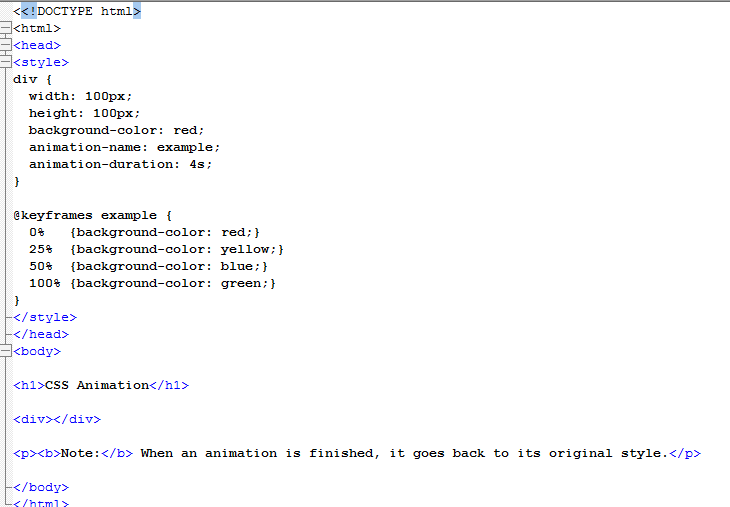 <<!DOCTYPE html>
<html>
<head>
<style>
div {
  width: 100px;
  height: 100px;
  background-color: red;
  animation-name: example;
  animation-duration: 4s;
}

@keyframes example {
  0%   {background-color: red;}
  25%  {background-color: yellow;}
  50%  {background-color: blue;}
  100% {background-color: green;}
}
</style>
</head>
<body>

<h1>CSS Animation</h1>

<div></div>

<p><b>Note:</b> When an animation is finished, it goes back to its original style.</p>

</body>
</html>